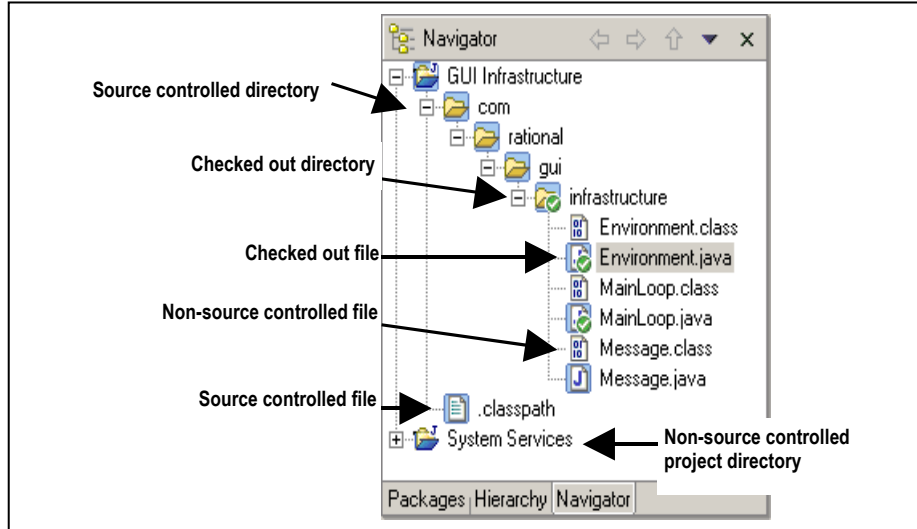 Navigator
GUI Infrastructure
Source controlled directory
com
rational
Checked out directory
gui
infrastructure
Environment.class
Checked out file
Environment.java
MainLoop.class
Non-source controlled file
MainLoop.java
Message.class
Message.java
Source controlled file
.classpath
System Services
Non-source controlled
project directory
Packages Hierarchy Navigator